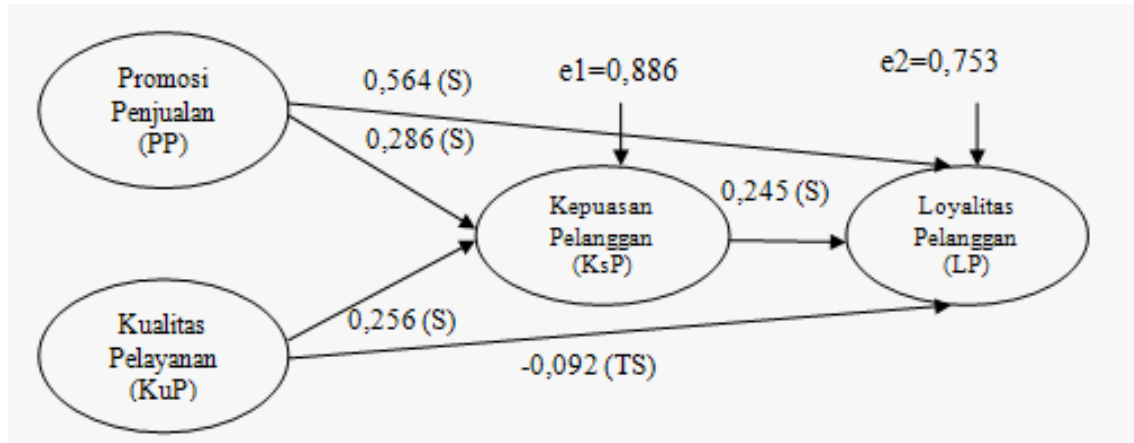 Promosi
Penjualan
(PP)
0,564 (S)
0,286 (S)
e1=0,886
e2=0,753
Kepuasan
Pelanggan
(KsP)
0,245 (S)
Loyalitas
Pelanggan
(LP)
Kualitas
Pelayanan
(KuP)
0,256 (S)
-0,092 (TS)